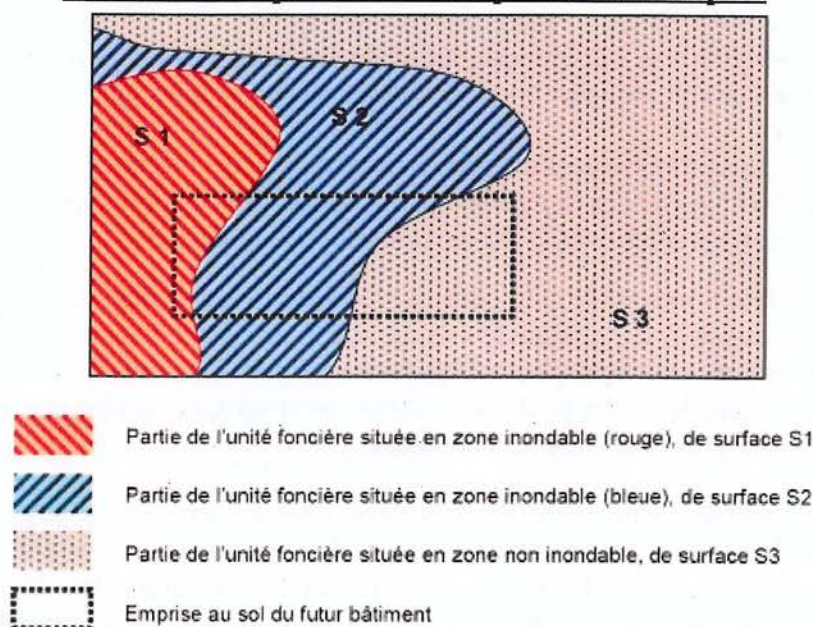 S 1
S 2
S 3
Partie de l'unité foncière située en zone inondable (rouge), de surface S1
Partie de l'unité foncière située en zone inondable (bleue), de surface S2
Partie de l'unité foncière située en zone non inondable, de surface S3
Emprise au sol du futur bâtiment